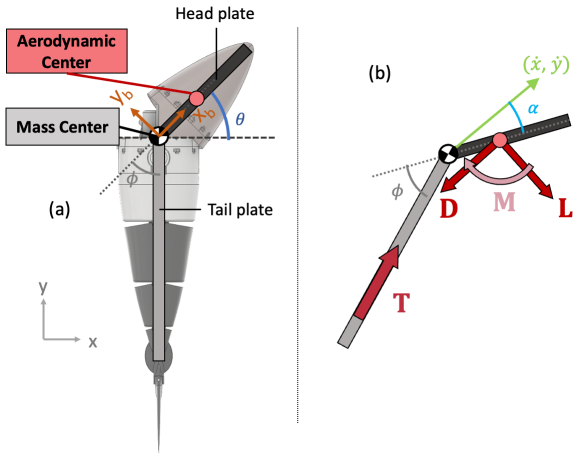 Head plate
Aerodynamic
Center
y_b
x_b
θ
Mass Center
ϕ
(a)
Tail plate
y
x
(b)
(ẋ, ẏ)
α
ϕ
D
M
L
T